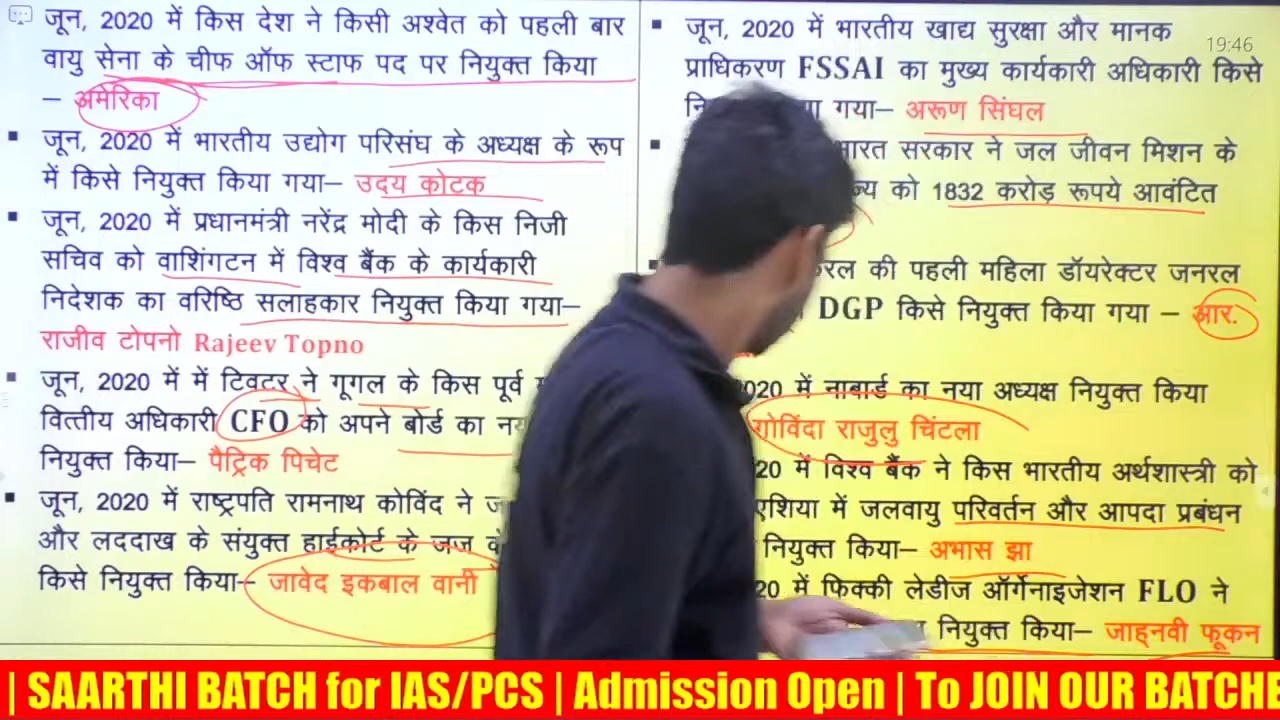 जून, 2020 में किस देश ने किसी अश्वेत को पहली बार
वायु सेना के चीफ ऑफ स्टाफ पद पर नियुक्त किया
– अमेरिका
▪ जून, 2020 में भारतीय उद्योग परिसंघ के अध्यक्ष के रूप
में किसे नियुक्त किया गया– उदय कोटक
▪ जून, 2020 में प्रधानमंत्री नरेंद्र मोदी के किस निजी
सचिव को वाशिंगटन में विश्व बैंक के कार्यकारी
निदेशक का वरिष्ठि सलाहकार नियुक्त किया गया–
राजीव टोपनो Rajeev Topno
▪ जून, 2020 में में टिवटर ने गूगल के किस पूर्व
वित्तीय अधिकारी CFO को अपने बोर्ड का
नियुक्त किया– पैट्रिक पिचेट
▪ जून, 2020 में राष्ट्रपति रामनाथ कोविंद ने
और लददाख के संयुक्त हाईकोर्ट के जज
किसे नियुक्त किया– जावेद इकबाल वानी
▪ जून, 2020 में भारतीय खाद्य सुरक्षा और मानक
प्राधिकरण FSSAI का मुख्य कार्यकारी अधिकारी किसे
गया– अरूण सिंघल
▪ भारत सरकार ने जल जीवन मिशन के
को 1832 करोड़ रूपये आवंटित
▪ की पहली महिला डॉयरेक्टर जनरल
DGP किसे नियुक्त किया गया – आर.
में नाबार्ड का नया अध्यक्ष नियुक्त किया
गोविंदा राजुलु चिंटला
20 में विश्व बैंक ने किस भारतीय अर्थशास्त्री को
एशिया में जलवायु परिवर्तन और आपदा प्रबंधन
नियुक्त किया– अभास झा
20 में फिक्की लेडीज ऑर्गेनाइजेशन FLO ने
नियुक्त किया– जाह्नवी फूकन
19:46
| SAARTHI BATCH for IAS/PCS | Admission Open | To JOIN OUR BATCHE